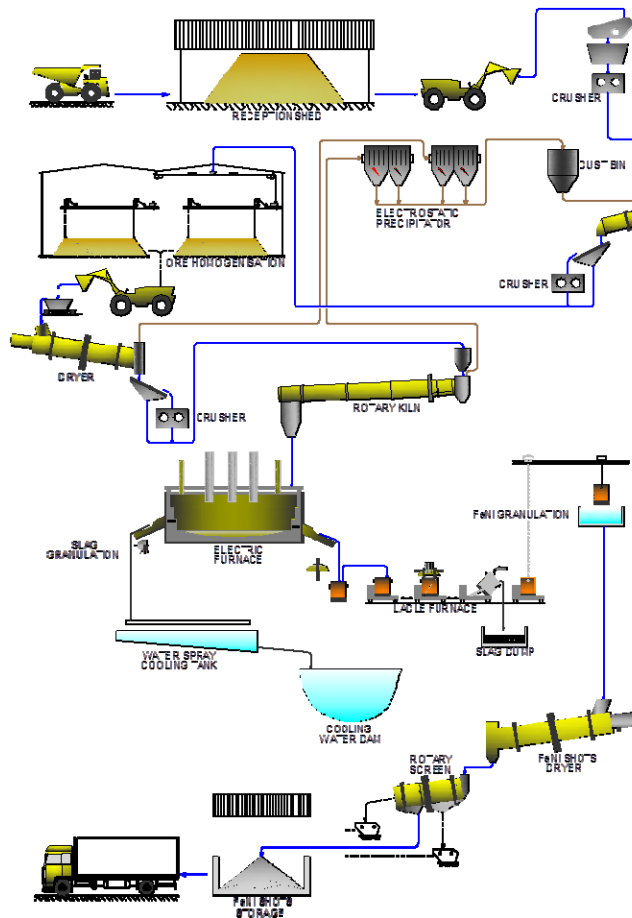 CRUSHER
RECEPTION SHED
DUST BIN
ELECTROSTATIC
PRECIPITATOR
ORE HOMOGENISATION
CRUSHER
DRYER
ROTARY KILN
CRUSHER
FeNi GRANULATION
SLAG
GRANULATION
ELECTRIC
FURNACE
LADLE FURNACE
SLAG DUMP
WATER SPRAY
COOLING TANK
COOLING
WATER DAM
ROTARY
SCREEN
FeNi SHOTS
DRYER
FeNi SHOTS
STORAGE